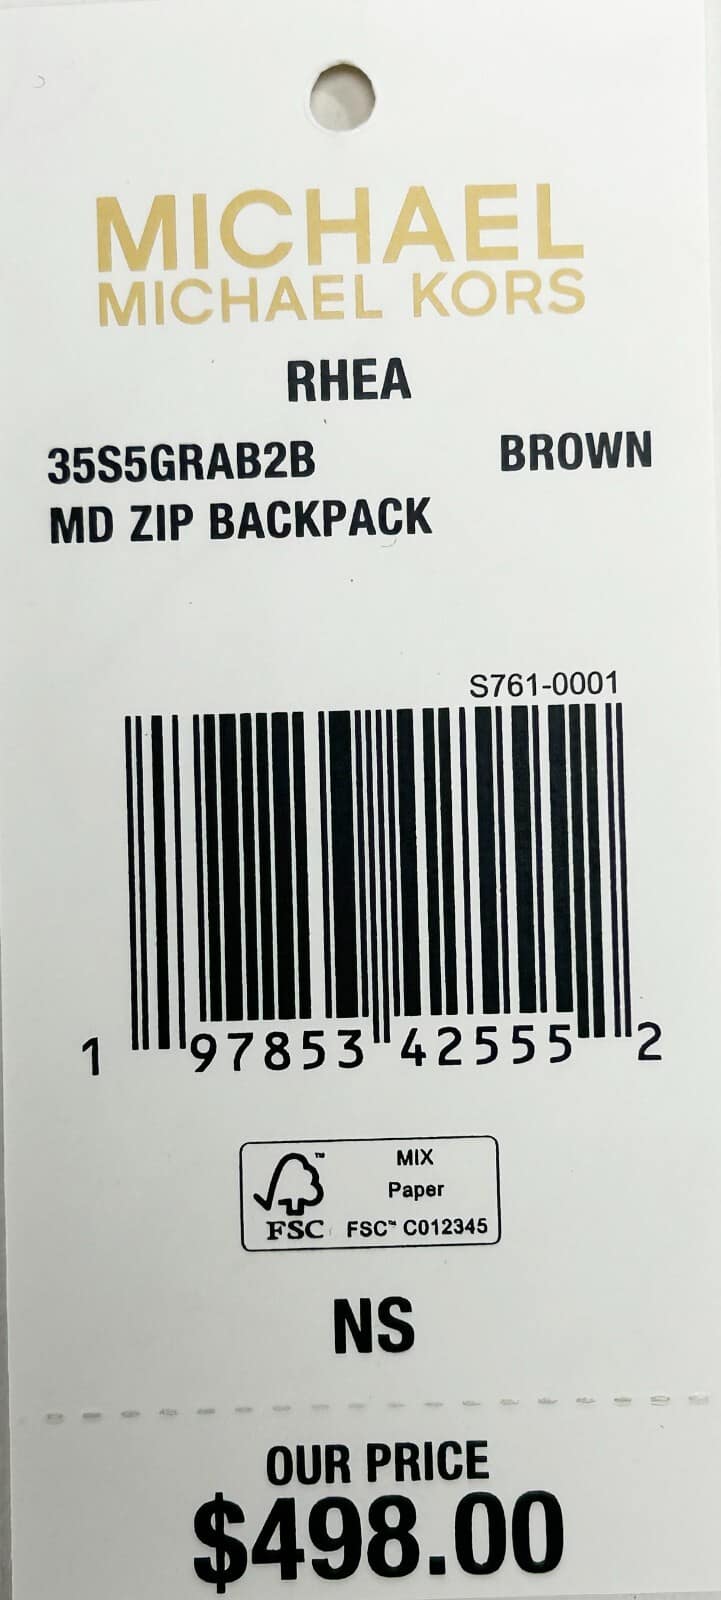 MICHAEL
MICHAEL KORS
RHEA
35S5GRAB2B BROWN
MD ZIP BACKPACK
S761-0001
1 97853 42555 2
FSC™
MIX
Paper
FSC™ C012345
NS
OUR PRICE
$498.00